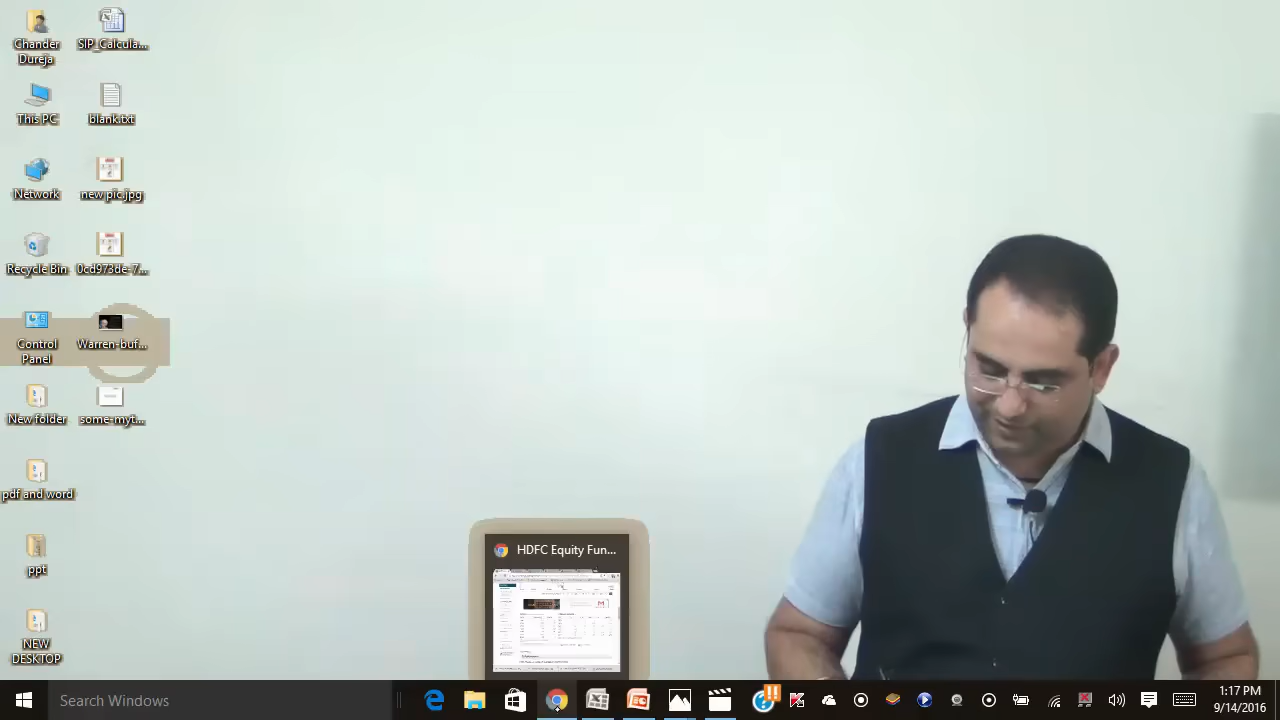 Chander
Dureja
SIP_Calcula...
This PC
blank.txt
Network
new pic.jpg
Recycle Bin
0cd973de-7...
Control
Panel
Warren-buf...
New folder
some-myt...
pdf and word
ppt
NEW
DESKTOP
HDFC Equity Fun...
Search Windows
1:17 PM
9/14/2016